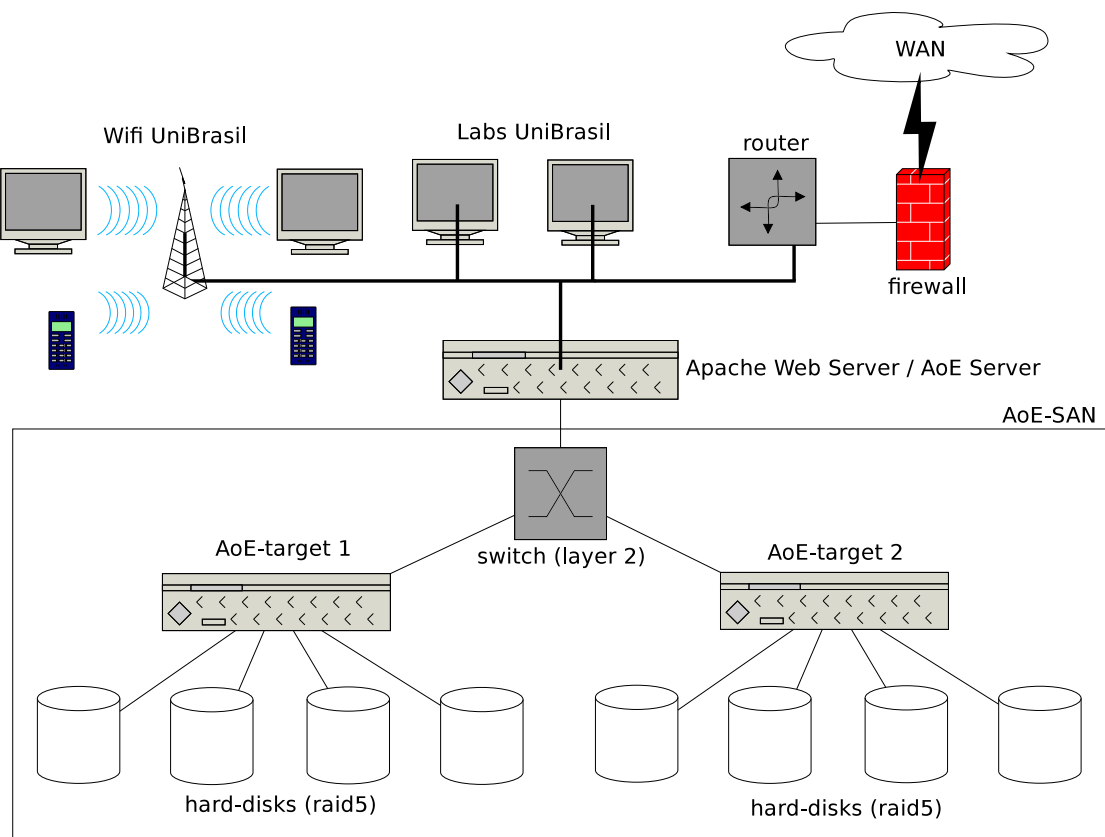 WAN
Wifi UniBrasil
Labs UniBrasil
router
firewall
Apache Web Server / AoE Server
AoE-SAN
AoE-target 1
switch (layer 2)
AoE-target 2
hard-disks (raid5)
hard-disks (raid5)